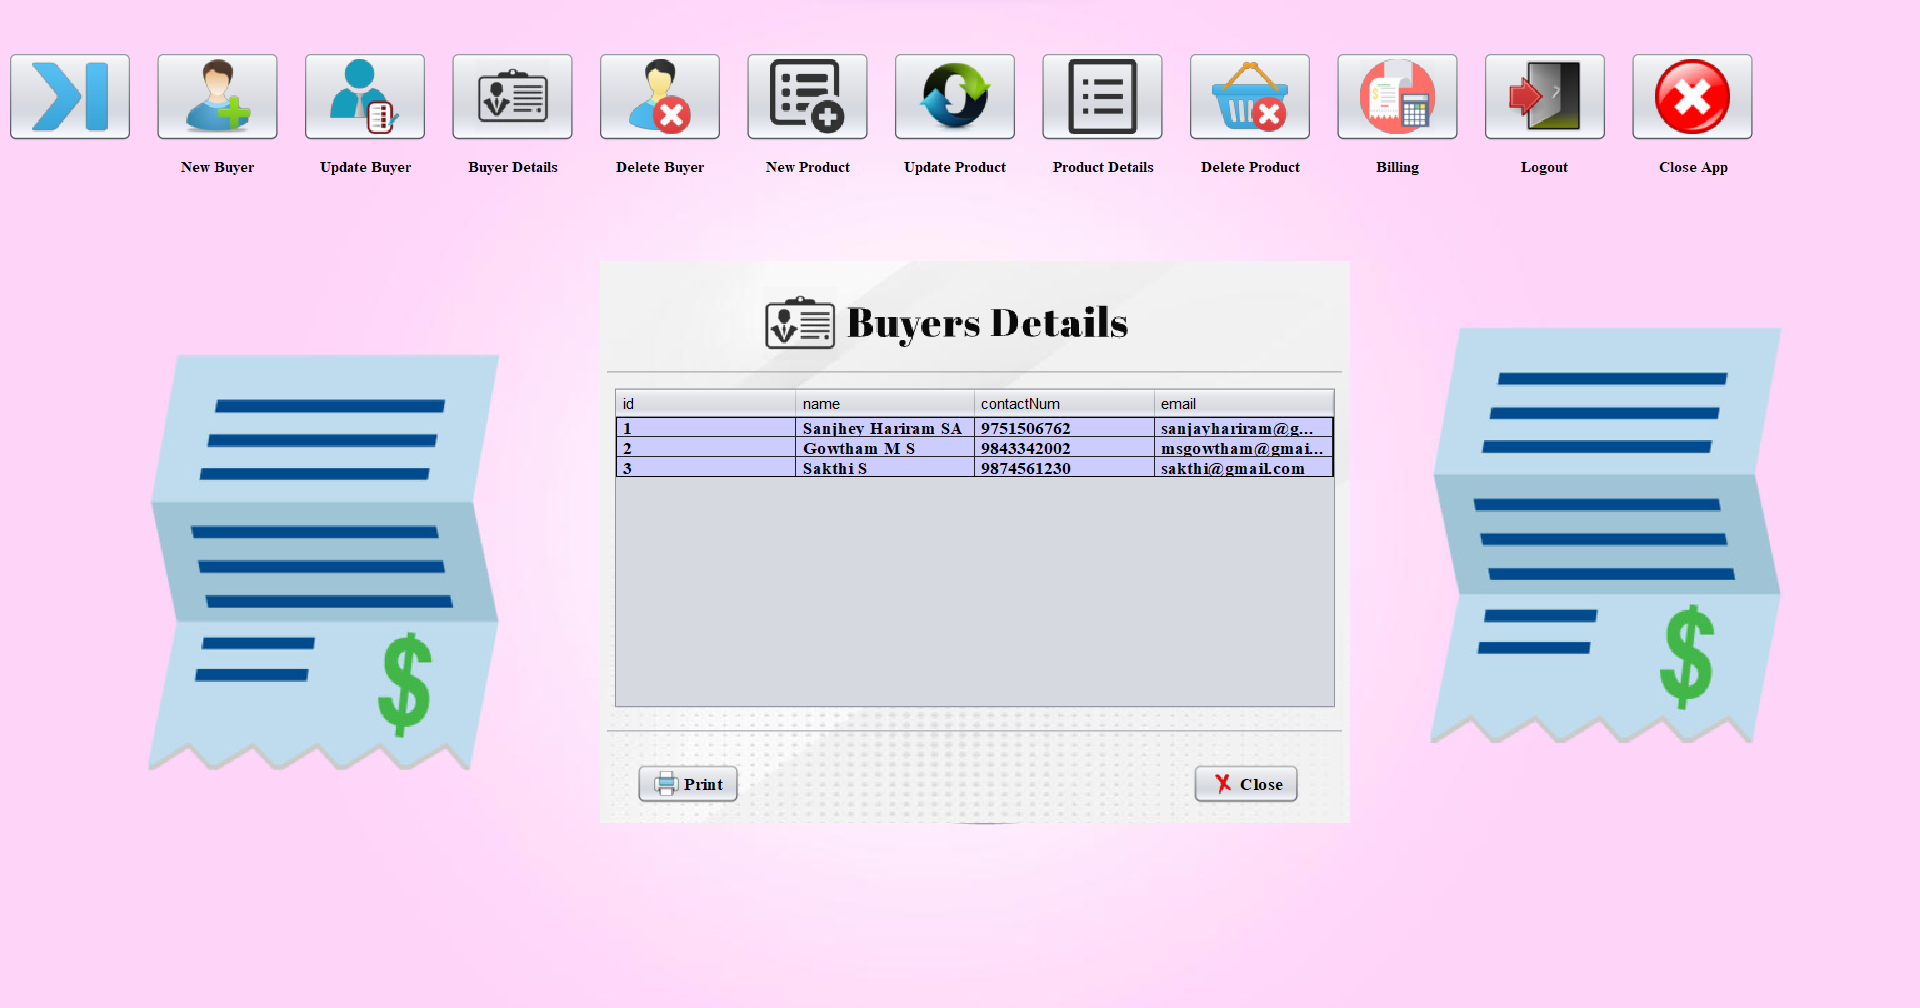 New Buyer Update Buyer Buyer Details Delete Buyer New Product Update Product Product Details Delete Product Billing Logout Close App
Buyers Details
id name contactNum email
1 Sanjhey Hariram SA 9751506762 sanjayhariram@g...
2 Gowtham M S 9843342002 msgowtham@gmai...
3 Sakthi S 9874561230 sakthi@gmail.com
Print Close